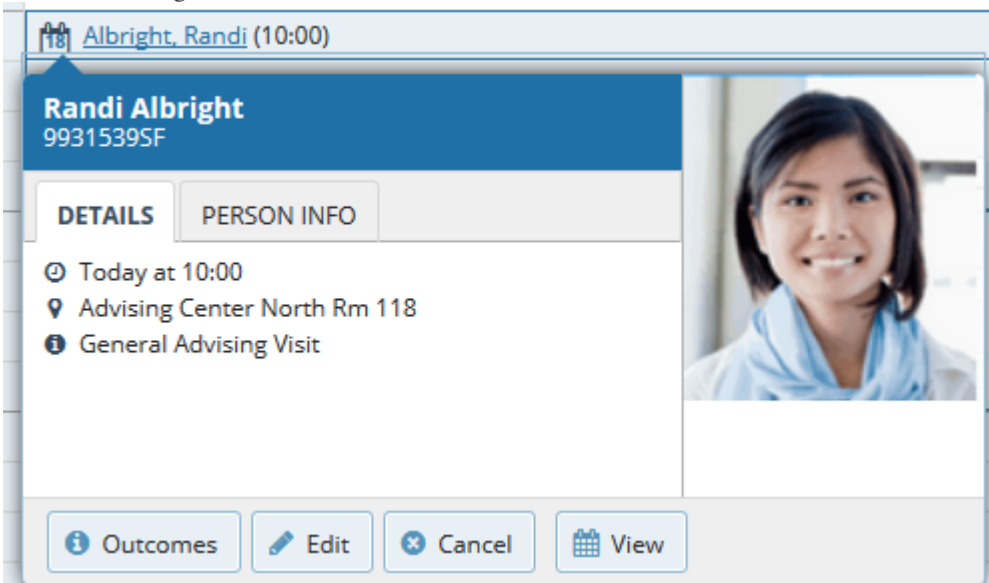 18 Albright, Randi (10:00)
Randi Albright
9931539SF
DETAILS PERSON INFO
Today at 10:00
Advising Center North Rm 118
General Advising Visit
Outcomes Edit Cancel View